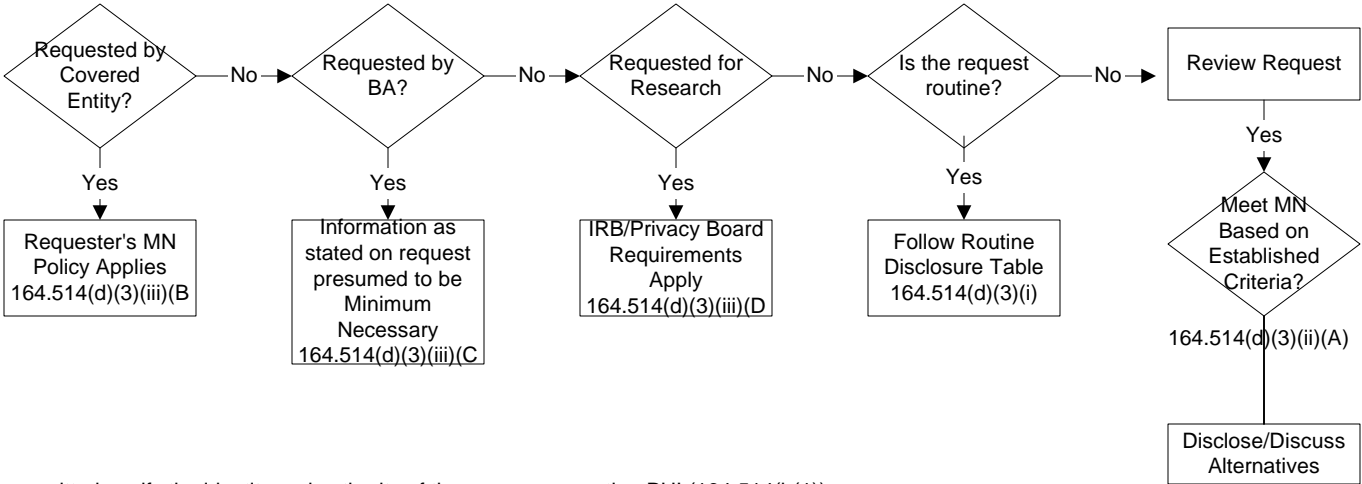 Requested by
Covered
Entity?
No
Requested by
BA?
No
Requested for
Research
No
Is the request
routine?
No
Review Request
Yes
Yes
Yes
Yes
Yes
Requester's MN
Policy Applies
164.514(d)(3)(iii)(B
Information as
stated on request
presumed to be
Minimum
Necessary
164.514(d)(3)(iii)(C
IRB/Privacy Board
Requirements
Apply
164.514(d)(3)(iii)(D
Follow Routine
Disclosure Table
164.514(d)(3)(i)
Meet MN
Based on
Established
Criteria?
164.514(d)(3)(ii)(A)
Disclose/Discuss
Alternatives